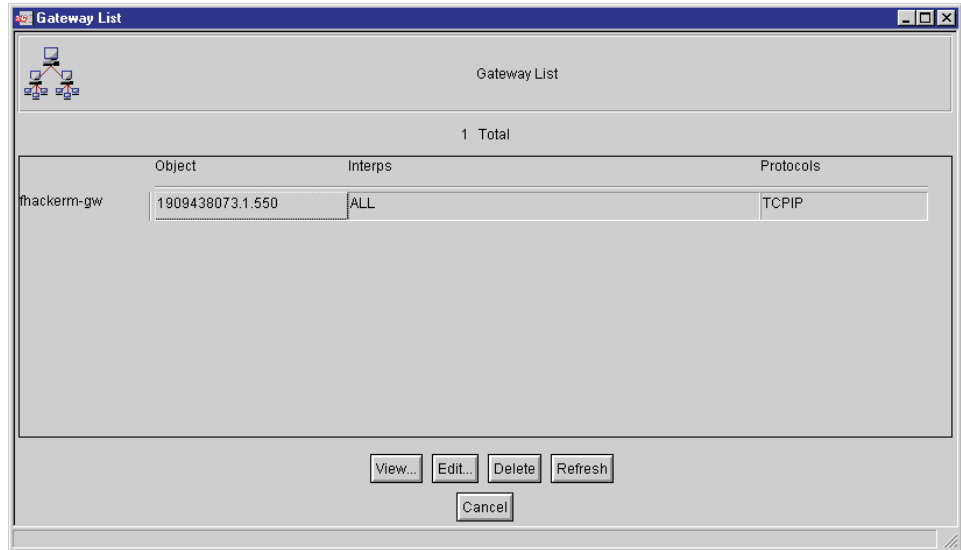 Gateway List
Gateway List
1 Total
Object Interps Protocols
fhackerm-gw 1909438073.1.550 ALL TCPIP
View... Edit... Delete Refresh
Cancel